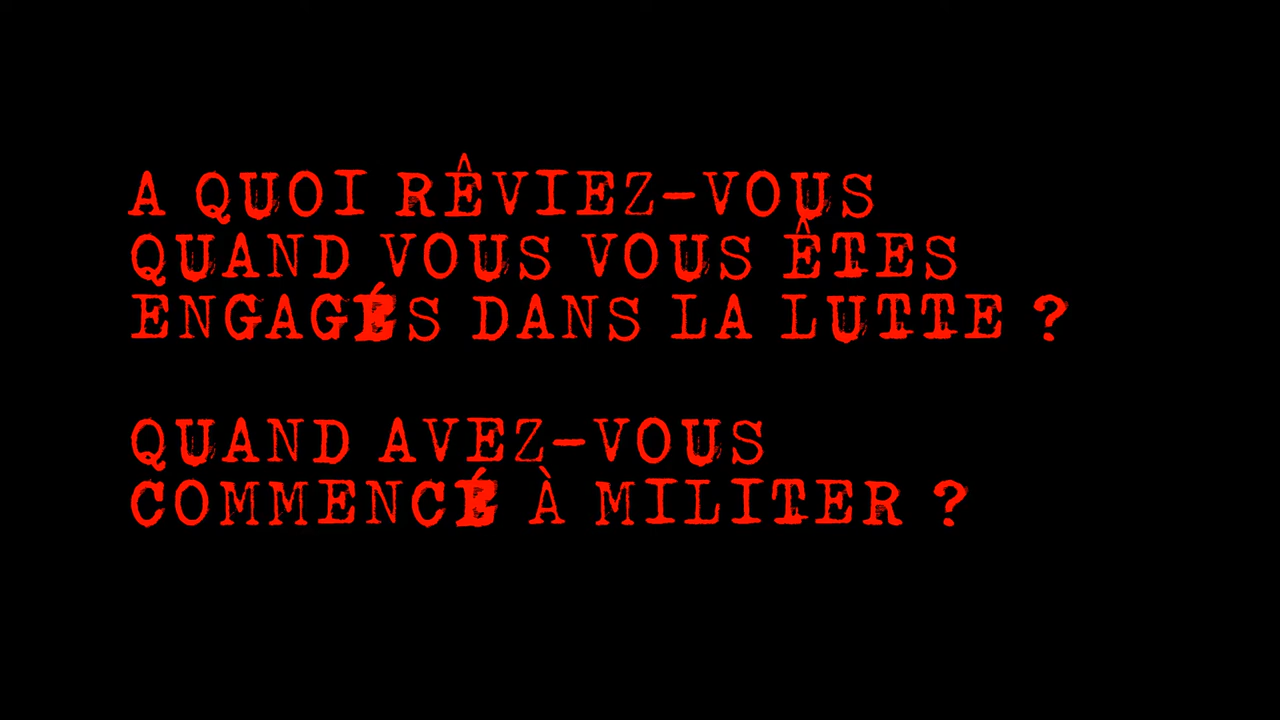 A QUOI RÊVIEZ-VOUS
QUAND VOUS VOUS ÊTES
ENGAGÉS DANS LA LUTTE ?
QUAND AVEZ-VOUS
COMMENCÉ À MILITER ?